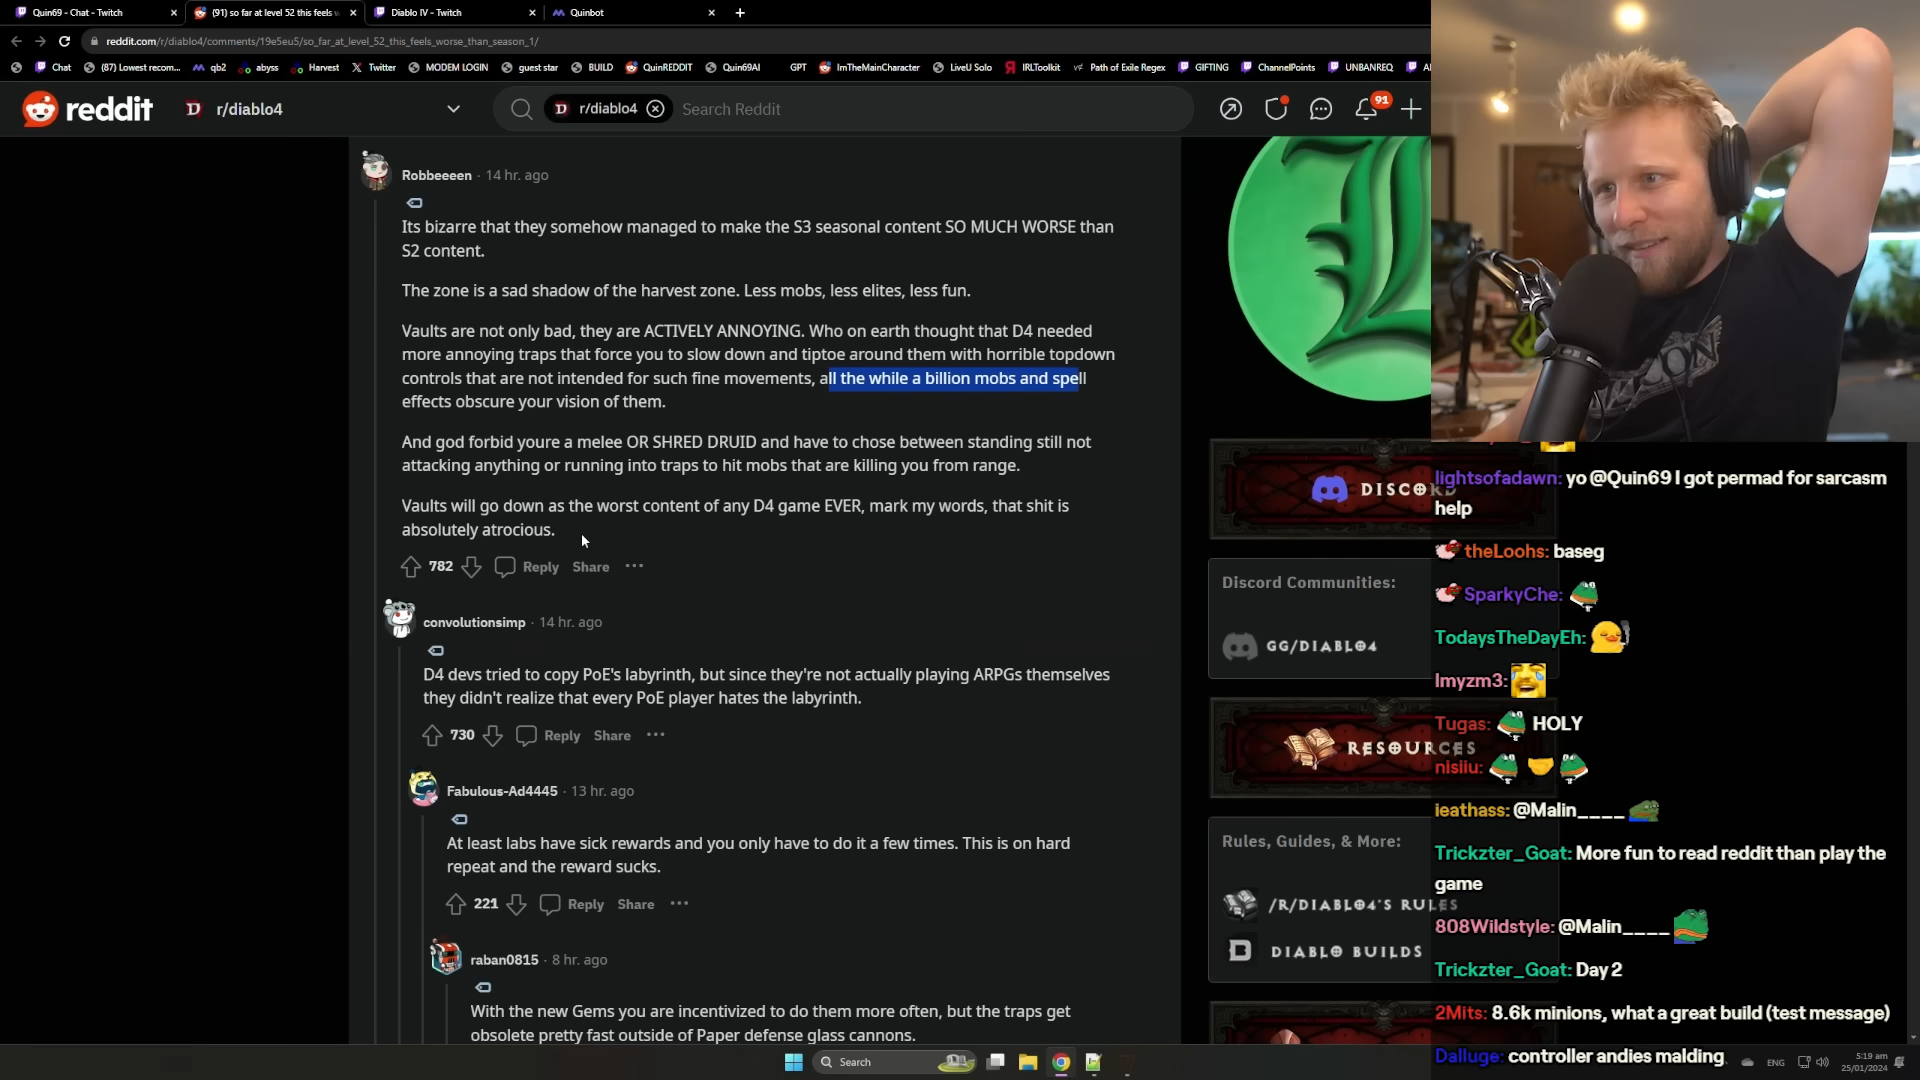 Quin69 - Chat - Twitch
(91) so far at level 52 this feels w
Diablo IV - Twitch
Quinbot
reddit.com/r/diablo4/comments/19e5eu5/so_far_at_level_52_this_feels_worse_than_season_1/
Chat
(87) Lowest recom...
qb2
abyss
Harvest
Twitter
MODEM LOGIN
guest star
BUILD
QuinREDDIT
Quin69AI
GPT
ImTheMainCharacter
LiveU Solo
IRLToolkit
Path of Exile Regex
GIFTING
ChannelPoints
UNBANREQ
reddit
r/diablo4
r/diablo4
Search Reddit
91
Robbeeeen · 14 hr. ago
Its bizarre that they somehow managed to make the S3 seasonal content SO MUCH WORSE than
S2 content.
The zone is a sad shadow of the harvest zone. Less mobs, less elites, less fun.
Vaults are not only bad, they are ACTIVELY ANNOYING. Who on earth thought that D4 needed
more annoying traps that force you to slow down and tiptoe around them with horrible topdown
controls that are not intended for such fine movements, all the while a billion mobs and spell
effects obscure your vision of them.
And god forbid youre a melee OR SHRED DRUID and have to chose between standing still not
attacking anything or running into traps to hit mobs that are killing you from range.
Vaults will go down as the worst content of any D4 game EVER, mark my words, that shit is
absolutely atrocious.
782 Reply Share ...
convolutionsimp · 14 hr. ago
D4 devs tried to copy PoE's labyrinth, but since they're not actually playing ARPGs themselves
they didn't realize that every PoE player hates the labyrinth.
730 Reply Share ...
Fabulous-Ad4445 · 13 hr. ago
At least labs have sick rewards and you only have to do it a few times. This is on hard
repeat and the reward sucks.
221 Reply Share ...
raban0815 · 8 hr. ago
With the new Gems you are incentivized to do them more often, but the traps get
obsolete pretty fast outside of Paper defense glass cannons.
DISCORD
Discord Communities:
GG/DIABLO4
RESOURCES
Rules, Guides, & More:
/R/DIABLO4'S RULES
DIABLO BUILDS
lightsofadawn: yo @Quin69 I got permad for sarcasm
help
theLoohs: baseg
SparkyChe:
TodaysTheDayEh:
lmyzm3:
Tugas: HOLY
nisiiu:
ieathass: @Malin____
Trickzter_Goat: More fun to read reddit than play the
game
808Wildstyle: @Malin____
Trickzter_Goat: Day 2
2Mits: 8.6k minions, what a great build (test message)
Dalluge: controller andies malding
Search
ENG
5:19 am
25/01/2024